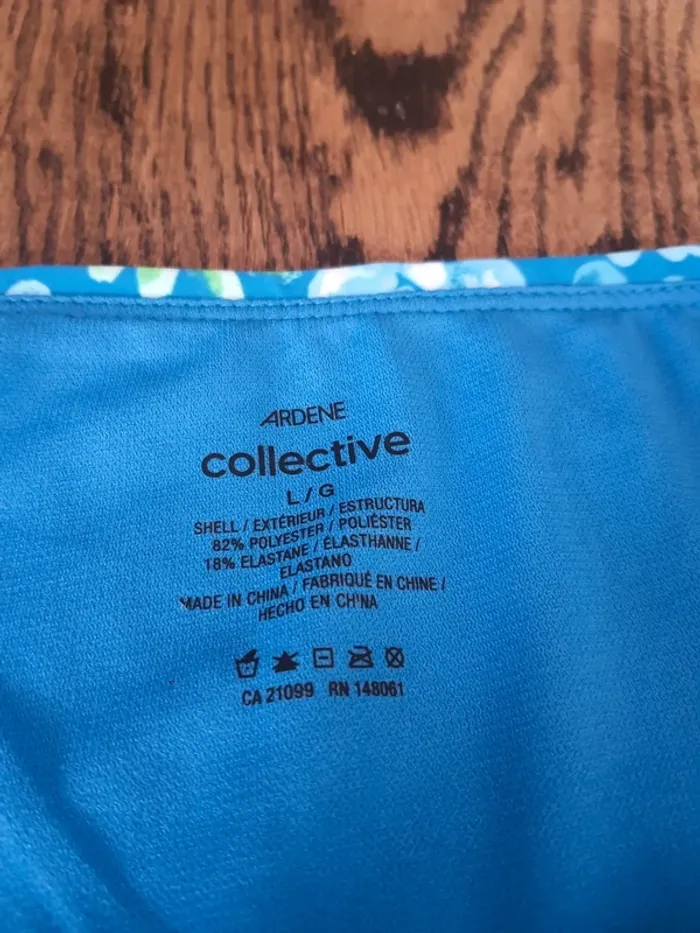 ARDENE
collective
L / G
SHELL / EXTÉRIEUR / ESTRUCTURA
82% POLYESTER / POLIÉSTER
18% ELASTANE / ÉLASTHANNE /
ELASTANO
MADE IN CHINA / FABRIQUÉ EN CHINE /
HECHO EN CHINA
CA 21099 RN 148061